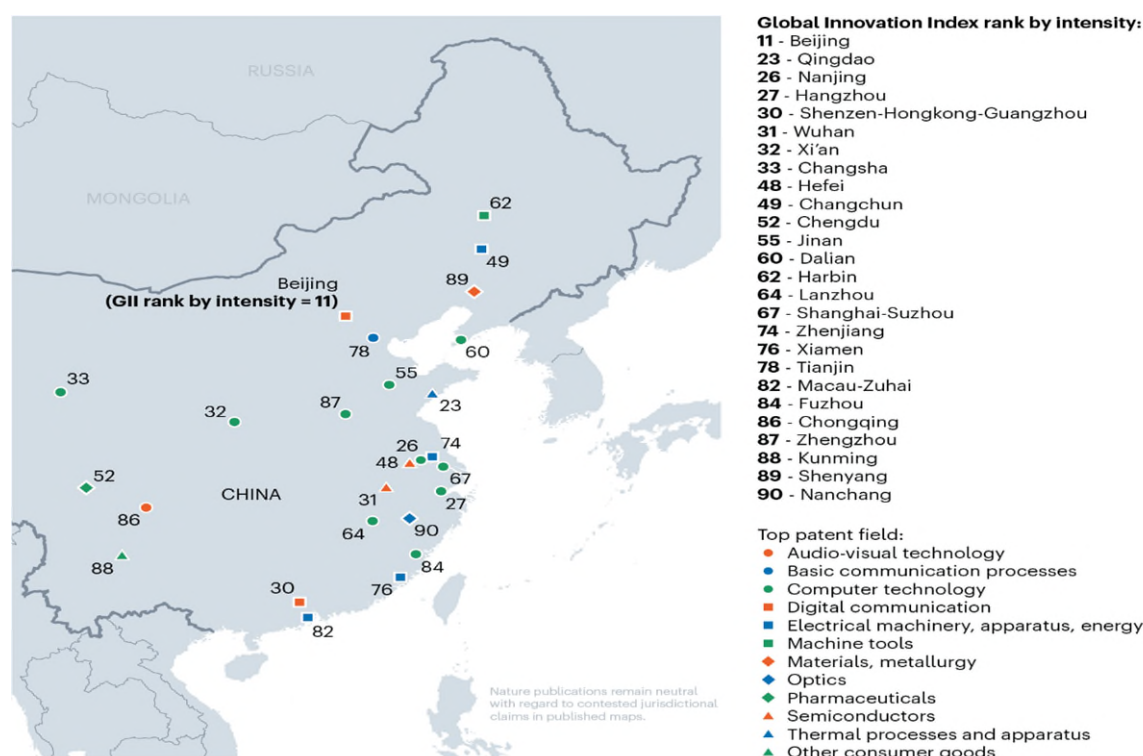 RUSSIA
MONGOLIA
62
49
89
Beijing
(GII rank by intensity = 11)
78
60
33
55
32
87
23
26
74
48
52
67
CHINA
31
27
86
64
90
88
84
30
76
82
Nature publications remain neutral
with regard to contested jurisdictional
claims in published maps.
Global Innovation Index rank by intensity:
11 - Beijing
23 - Qingdao
26 - Nanjing
27 - Hangzhou
30 - Shenzen-Hongkong-Guangzhou
31 - Wuhan
32 - Xi'an
33 - Changsha
48 - Hefei
49 - Changchun
52 - Chengdu
55 - Jinan
60 - Dalian
62 - Harbin
64 - Lanzhou
67 - Shanghai-Suzhou
74 - Zhenjiang
76 - Xiamen
78 - Tianjin
82 - Macau-Zuhai
84 - Fuzhou
86 - Chongqing
87 - Zhengzhou
88 - Kunming
89 - Shenyang
90 - Nanchang
Top patent field:
Audio-visual technology
Basic communication processes
Computer technology
Digital communication
Electrical machinery, apparatus, energy
Machine tools
Materials, metallurgy
Optics
Pharmaceuticals
Semiconductors
Thermal processes and apparatus
Other consumer goods